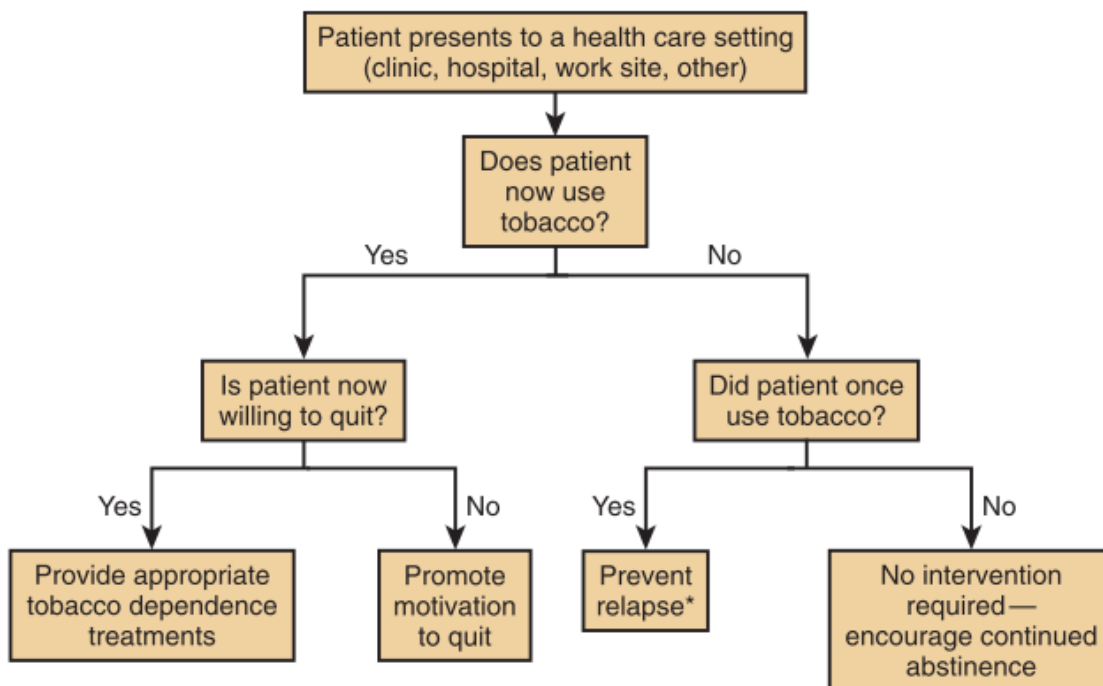 Patient presents to a health care setting
(clinic, hospital, work site, other)
Does patient
now use
tobacco?
Yes
No
Is patient now
willing to quit?
Did patient once
use tobacco?
Yes
No
Yes
No
Provide appropriate
tobacco dependence
treatments
Promote
motivation
to quit
Prevent
relapse*
No intervention
required—
encourage continued
abstinence